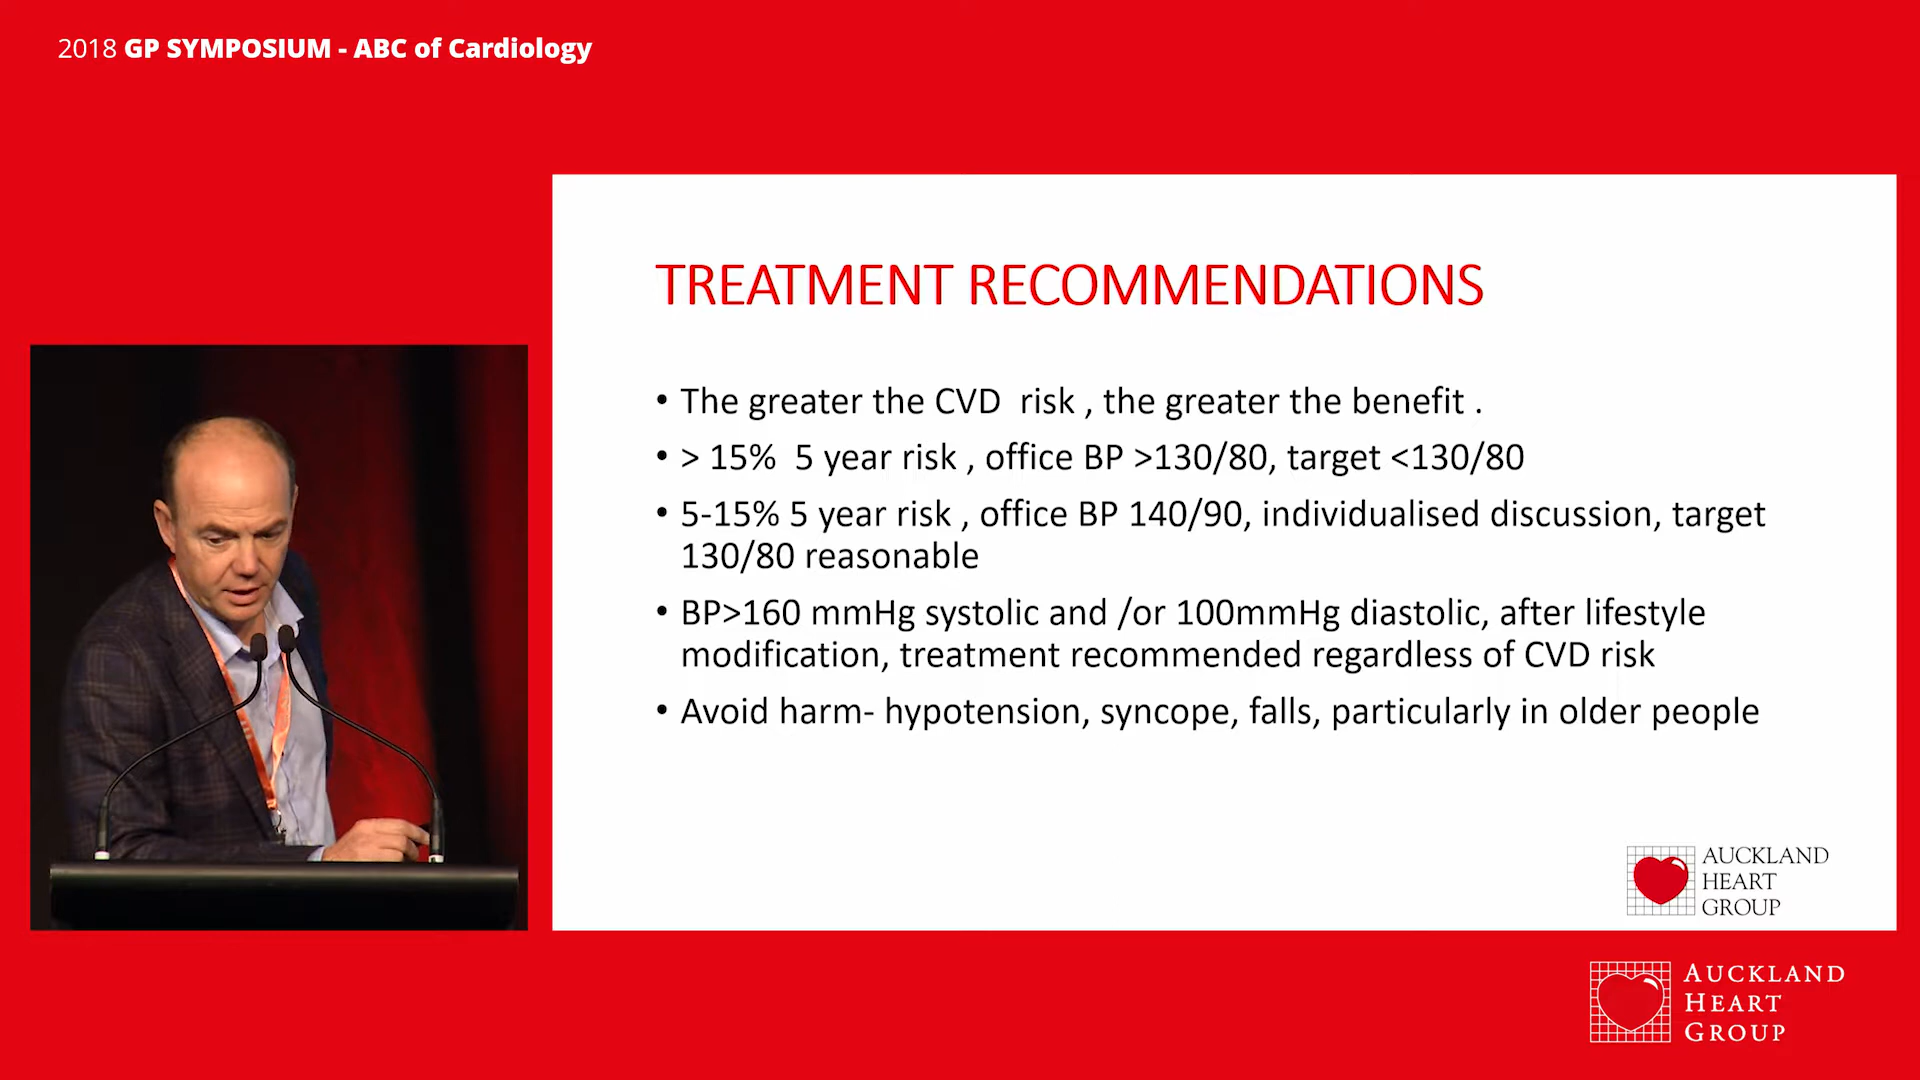 2018 GP SYMPOSIUM - ABC of Cardiology
TREATMENT RECOMMENDATIONS
• The greater the CVD  risk , the greater the benefit .
• > 15%  5 year risk , office BP >130/80, target <130/80
• 5-15% 5 year risk , office BP 140/90, individualised discussion, target
130/80 reasonable
• BP>160 mmHg systolic and /or 100mmHg diastolic, after lifestyle
modification, treatment recommended regardless of CVD risk
• Avoid harm- hypotension, syncope, falls, particularly in older people
AUCKLAND
HEART
GROUP
AUCKLAND
HEART
GROUP